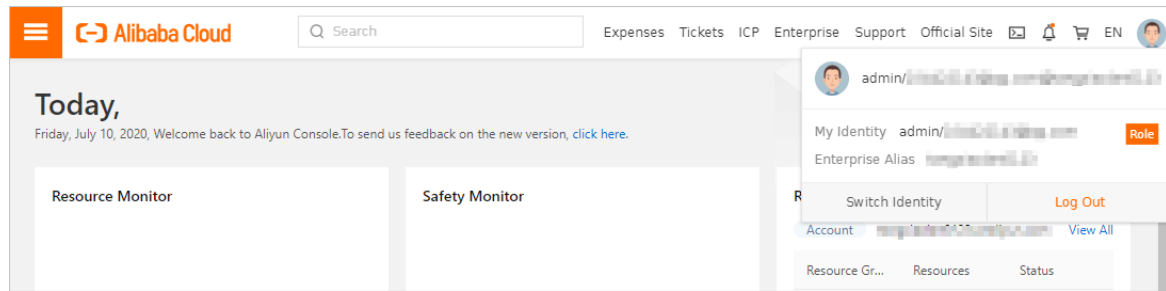 Alibaba Cloud
Search
Expenses Tickets ICP Enterprise Support Official Site EN
admin/
My Identity admin/
Role
Enterprise Alias
Switch Identity
Log Out
Today,
Friday, July 10, 2020, Welcome back to Aliyun Console.To send us feedback on the new version, click here.
Resource Monitor
Safety Monitor
R
Account
View All
Resource Gr... Resources Status